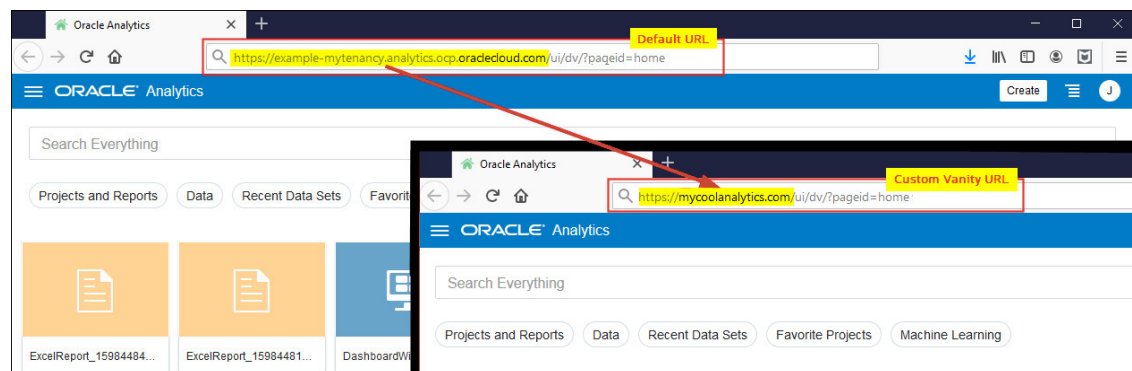 Oracle Analytics
Default URL
https://example-mytenancy.analytics.ocp.oraclecloud.com/ui/dv/?pageid=home
ORACLE Analytics
Create
J
Search Everything
Projects and Reports
Data
Recent Data Sets
Favorit
ExcelReport_15984484...
ExcelReport_15984481...
DashboardWi
Oracle Analytics
Custom Vanity URL
https://mycoolanalytics.com/ui/dv/?pageid=home
ORACLE Analytics
Search Everything
Projects and Reports
Data
Recent Data Sets
Favorite Projects
Machine Learning